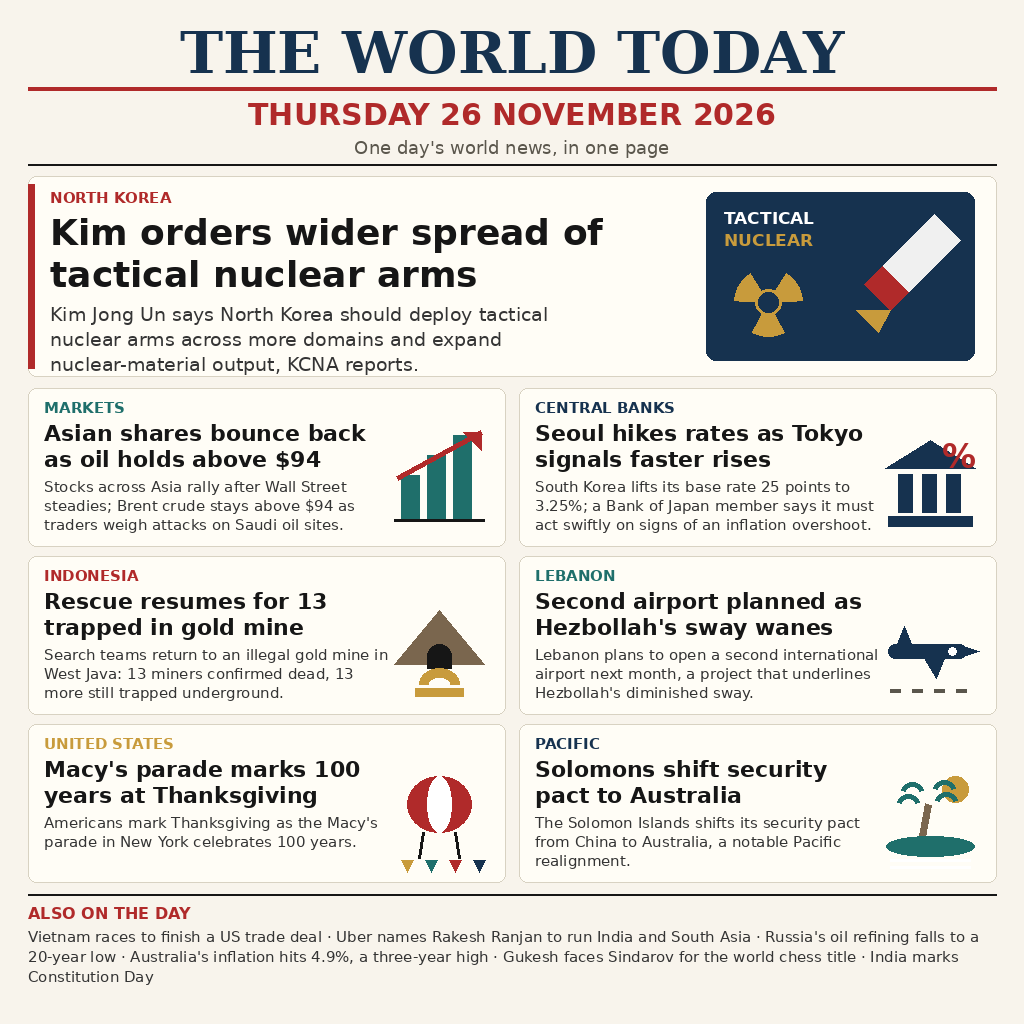 THE WORLD TODAY
THURSDAY 26 NOVEMBER 2026
One day's world news, in one page
NORTH KOREA
Kim orders wider spread of
tactical nuclear arms
Kim Jong Un says North Korea should deploy tactical
nuclear arms across more domains and expand
nuclear-material output, KCNA reports.
TACTICAL
NUCLEAR
MARKETS
Asian shares bounce back
as oil holds above $94
Stocks across Asia rally after Wall Street
steadies; Brent crude stays above $94 as
traders weigh attacks on Saudi oil sites.
CENTRAL BANKS
Seoul hikes rates as Tokyo
signals faster rises
South Korea lifts its base rate 25 points to
3.25%; a Bank of Japan member says it must
act swiftly on signs of an inflation overshoot.
%
INDONESIA
Rescue resumes for 13
trapped in gold mine
Search teams return to an illegal gold mine in
West Java: 13 miners confirmed dead, 13
more still trapped underground.
LEBANON
Second airport planned as
Hezbollah's sway wanes
Lebanon plans to open a second international
airport next month, a project that underlines
Hezbollah's diminished sway.
UNITED STATES
Macy's parade marks 100
years at Thanksgiving
Americans mark Thanksgiving as the Macy's
parade in New York celebrates 100 years.
PACIFIC
Solomons shift security
pact to Australia
The Solomon Islands shifts its security pact
from China to Australia, a notable Pacific
realignment.
ALSO ON THE DAY
Vietnam races to finish a US trade deal · Uber names Rakesh Ranjan to run India and South Asia · Russia's oil refining falls to a
20-year low · Australia's inflation hits 4.9%, a three-year high · Gukesh faces Sindarov for the world chess title · India marks
Constitution Day